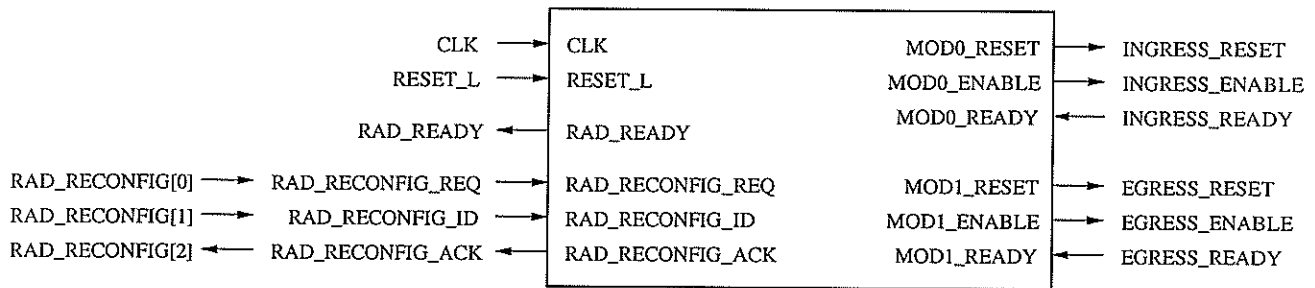 CLK CLK MOD0_RESET INGRESS_RESET
RESET_L RESET_L MOD0_ENABLE INGRESS_ENABLE
RAD_READY RAD_READY MOD0_READY INGRESS_READY
RAD_RECONFIG[0] RAD_RECONFIG_REQ RAD_RECONFIG_REQ MOD1_RESET EGRESS_RESET
RAD_RECONFIG[1] RAD_RECONFIG_ID RAD_RECONFIG_ID MOD1_ENABLE EGRESS_ENABLE
RAD_RECONFIG[2] RAD_RECONFIG_ACK RAD_RECONFIG_ACK MOD1_READY EGRESS_READY